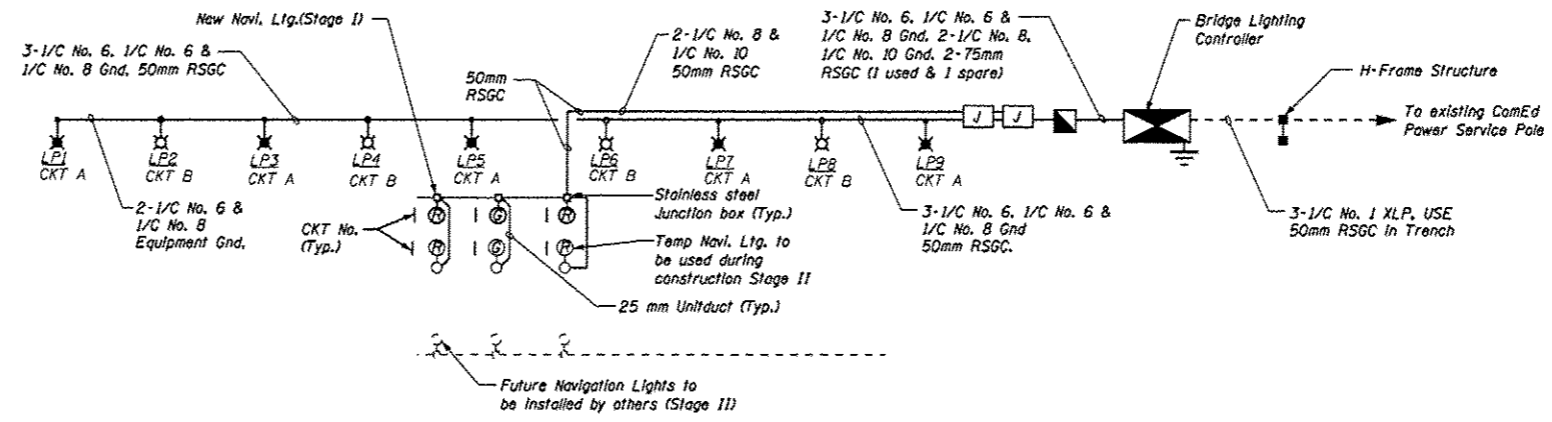 New Navi. Ltg.(Stage I)
3-1/C No. 6, 1/C No. 6 &
1/C No. 8 Gnd, 50mm RSGC
50mm
RSGC
2-1/C No. 8 &
1/C No. 10
50mm RSGC
3-1/C No. 6, 1/C No. 6 &
1/C No. 8 Gnd, 2-1/C No. 8,
1/C No. 10 Gnd. 2-75mm
RSGC (1 used & 1 spare)
Bridge Lighting
Controller
H-Frame Structure
To existing ComEd
Power Service Pole
J
J
LP1
CKT A
LP2
CKT B
LP3
CKT A
LP4
CKT B
LP5
CKT A
LP6
CKT B
LP7
CKT A
LP8
CKT B
LP9
CKT A
2-1/C No. 6 &
1/C No. 8
Equipment Gnd.
CKT No.
(Typ.)
I R I G I R
I R I G I R
Stainless steel
Junction box (Typ.)
Temp Navi. Ltg. to
be used during
construction Stage II
25 mm Unitduct (Typ.)
3-1/C No. 6, 1/C No. 6 &
1/C No. 8 Gnd
50mm RSGC.
3-1/C No. 1 XLP, USE
50mm RSGC in Trench
Future Navigation Lights to
be installed by others (Stage II)